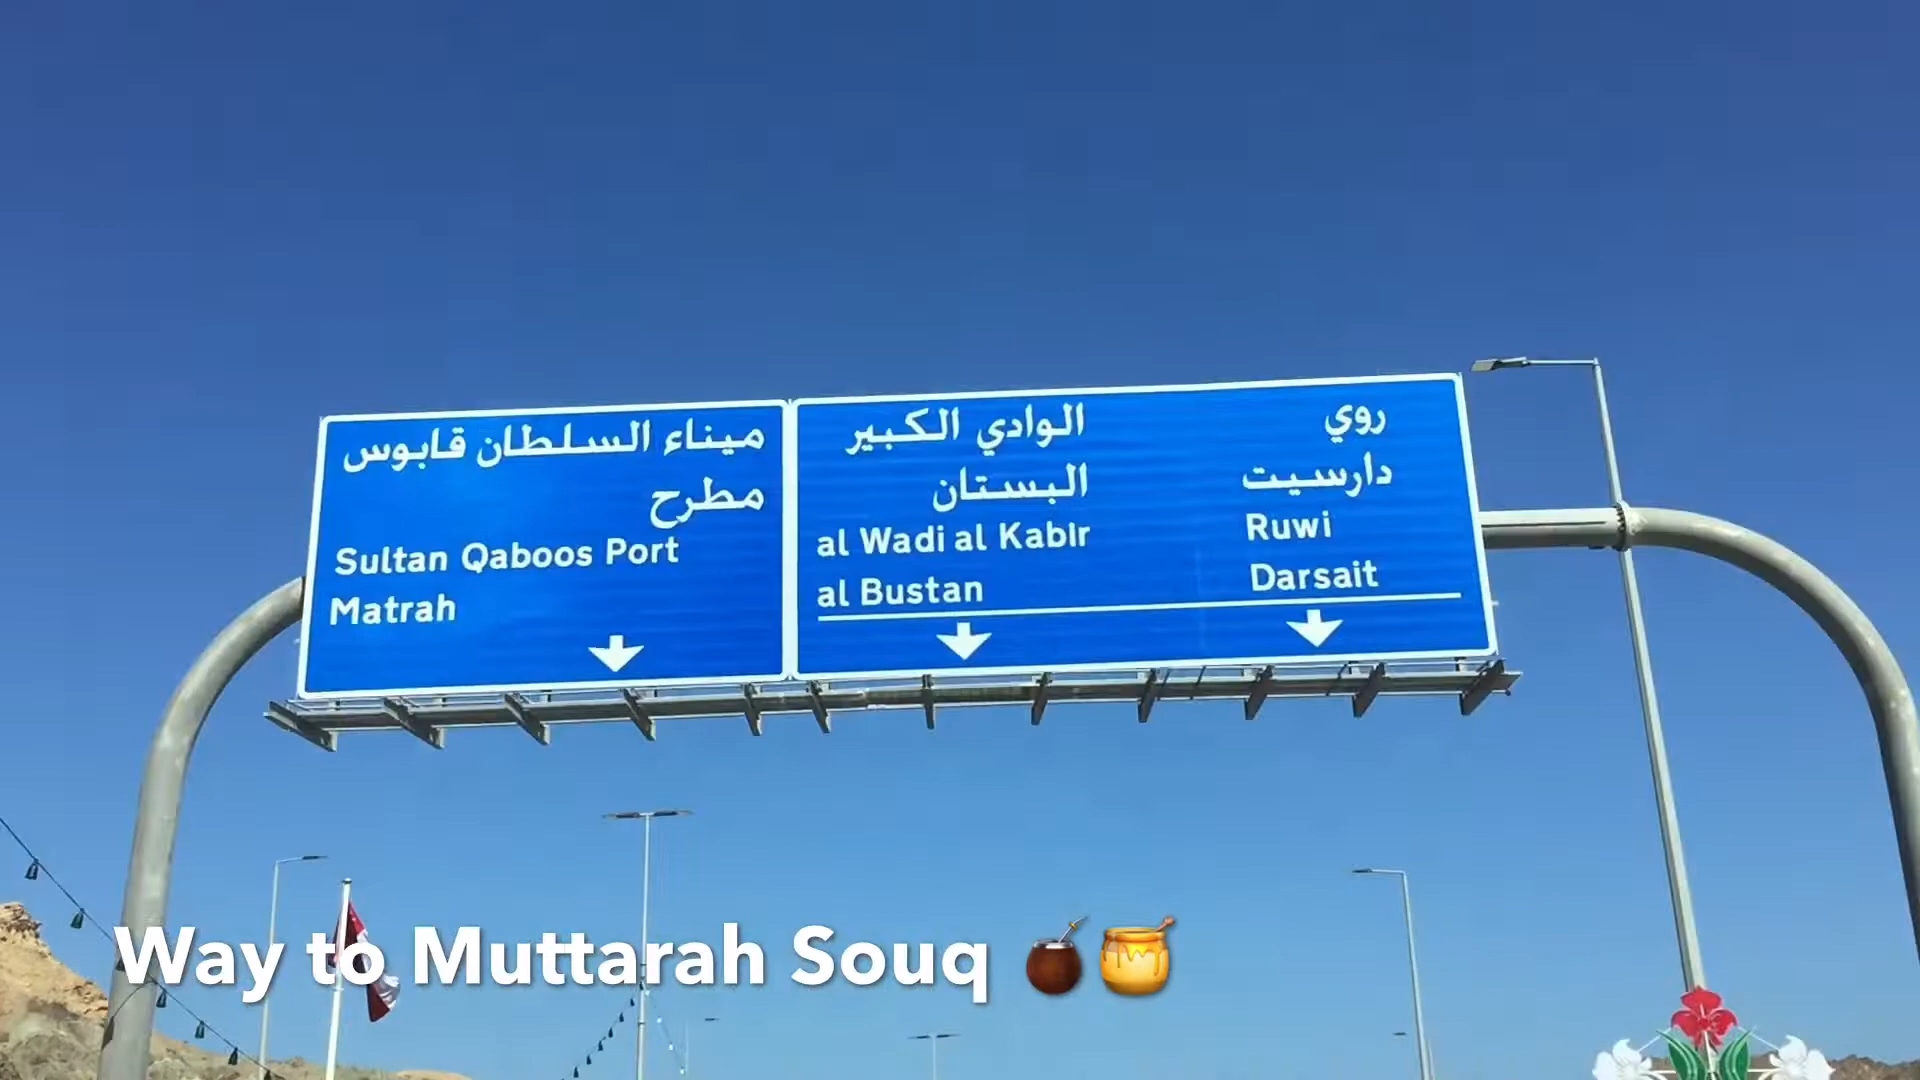 ميناء السلطان قابوس
مطرح
Sultan Qaboos Port
Matrah
الوادي الكبير
البستان
al Wadi al Kabir
al Bustan
روي
دارسيت
Ruwi
Darsait
Way to Muttarah Souq 🧉🍯